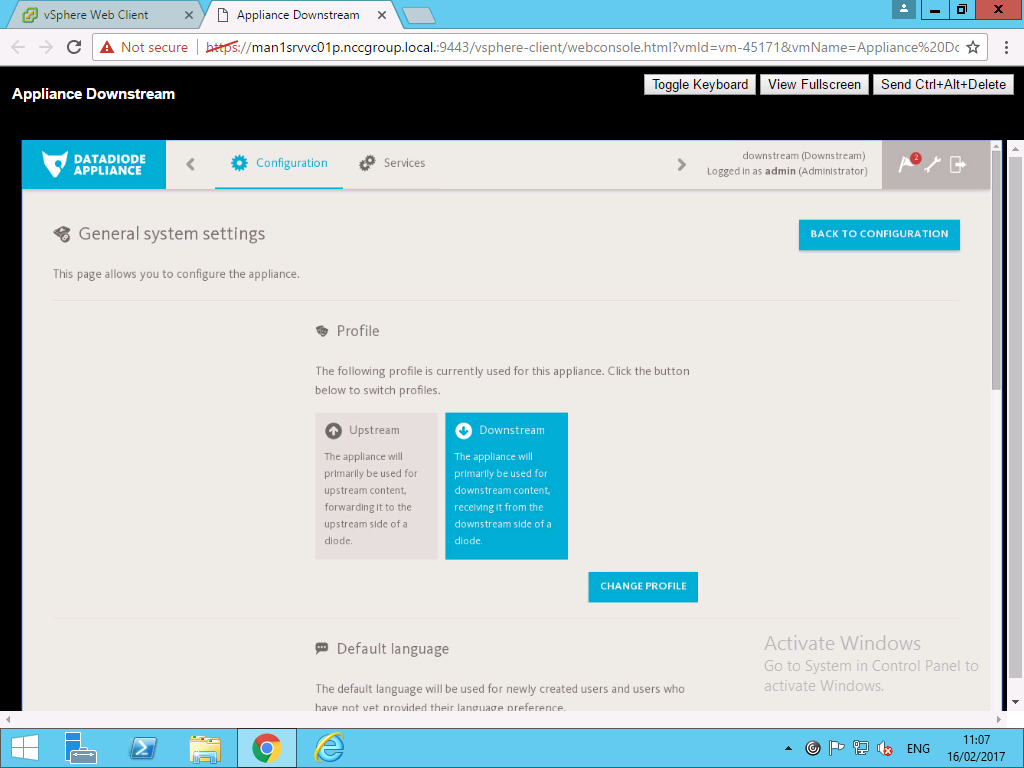 vSphere Web Client
Appliance Downstream
Not secure
https://man1srvvc01p.nccgroup.local.:9443/vsphere-client/webconsole.html?vmId=vm-45171&vmName=Appliance%20Do
Appliance Downstream
Toggle Keyboard
View Fullscreen
Send Ctrl+Alt+Delete
DATADIODE
APPLIANCE
Configuration
Services
downstream (Downstream)
Logged in as admin (Administrator)
2
General system settings
BACK TO CONFIGURATION
This page allows you to configure the appliance.
Profile
The following profile is currently used for this appliance. Click the button
below to switch profiles.
Upstream
The appliance will
primarily be used for
upstream content,
forwarding it to the
upstream side of a
diode.
Downstream
The appliance will
primarily be used for
downstream content,
receiving it from the
downstream side of a
diode.
CHANGE PROFILE
Default language
The default language will be used for newly created users and users who
have not yet provided their language preference.
Activate Windows
Go to System in Control Panel to
activate Windows.
ENG
11:07
16/02/2017